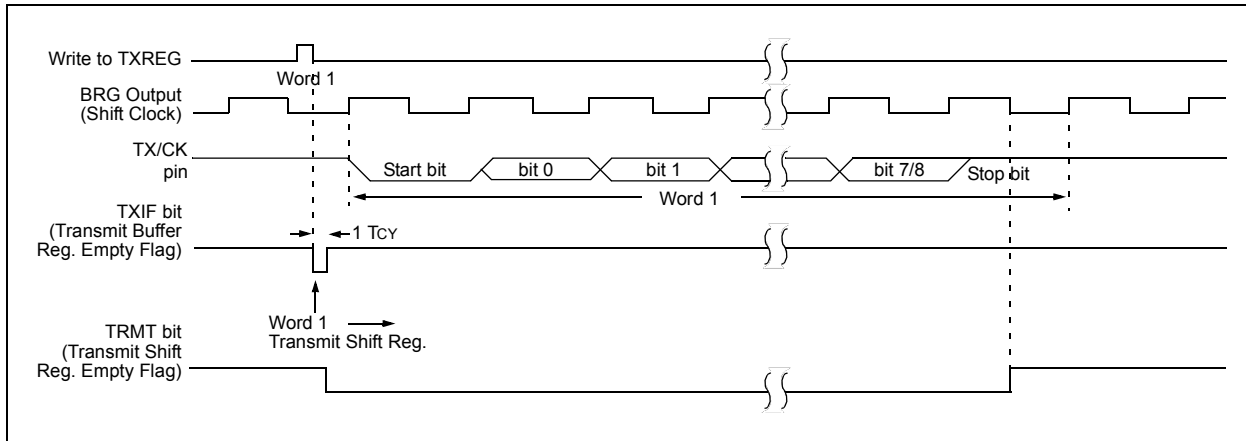 Write to TXREG
Word 1
BRG Output
(Shift Clock)
TX/CK
pin
Start bit
bit 0
bit 1
bit 7/8
Stop bit
Word 1
TXIF bit
(Transmit Buffer
Reg. Empty Flag)
1 TCY
Word 1
Transmit Shift Reg.
TRMT bit
(Transmit Shift
Reg. Empty Flag)